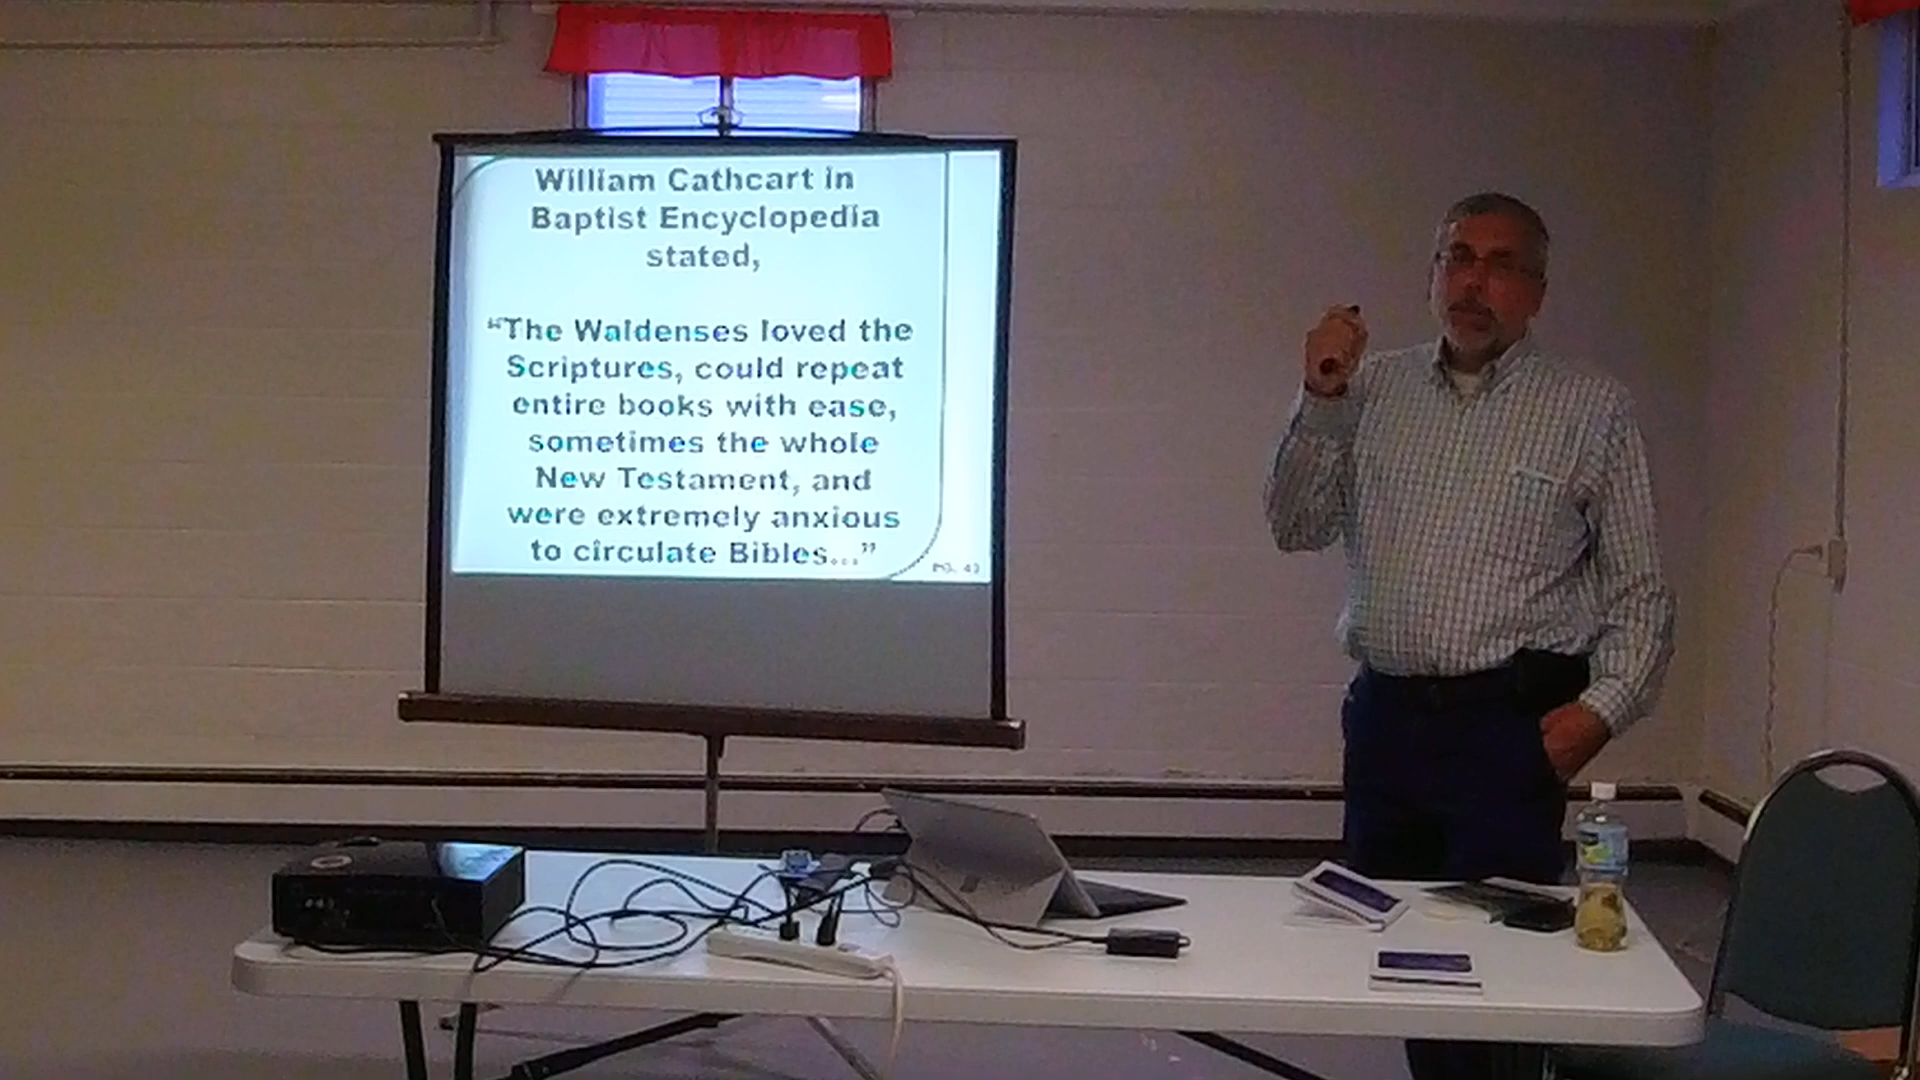 William Cathcart in
Baptist Encyclopedia
stated,
“The Waldenses loved the
Scriptures, could repeat
entire books with ease,
sometimes the whole
New Testament, and
were extremely anxious
to circulate Bibles...”